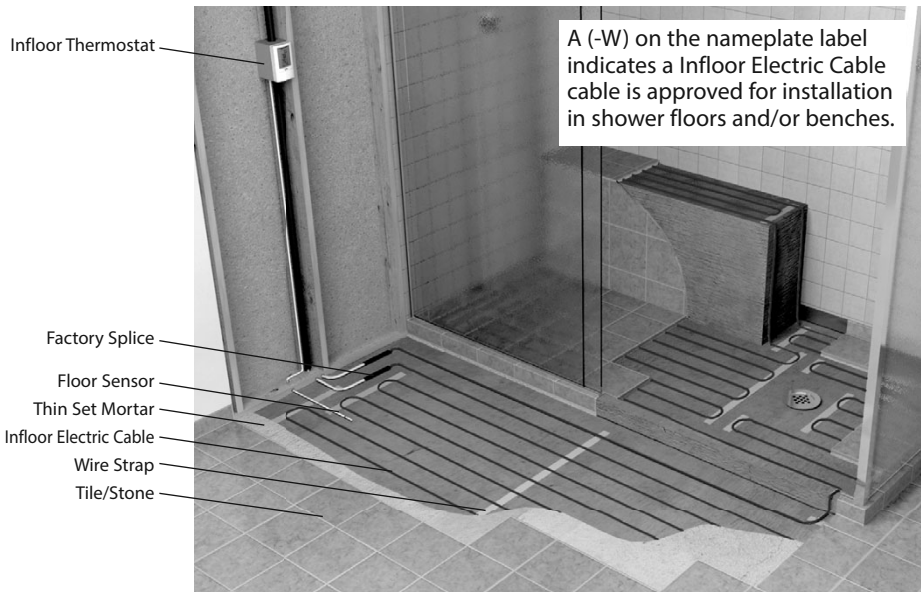 Infloor Thermostat
A (-W) on the nameplate label
indicates a Infloor Electric Cable
cable is approved for installation
in shower floors and/or benches.
Factory Splice
Floor Sensor
Thin Set Mortar
Infloor Electric Cable
Wire Strap
Tile/Stone